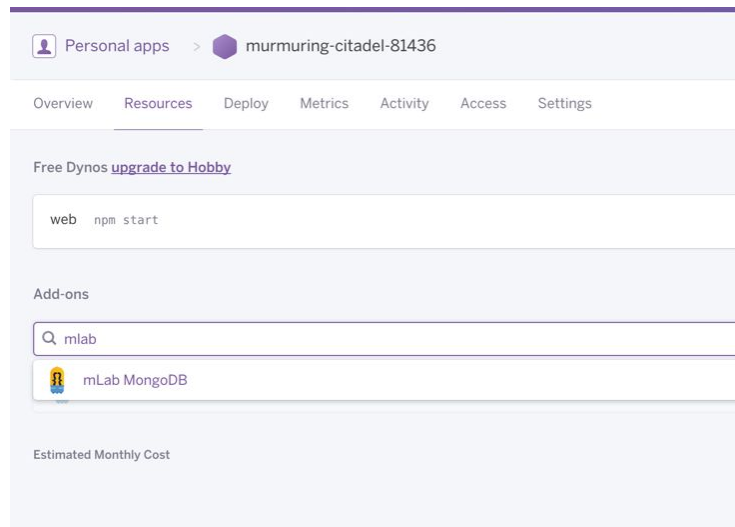 Personal apps > murmuring-citadel-81436
Overview Resources Deploy Metrics Activity Access Settings
Free Dynos upgrade to Hobby
web npm start
Add-ons
mlab
mLab MongoDB
Estimated Monthly Cost